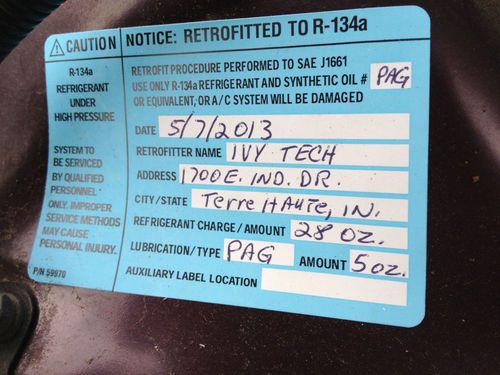 CAUTION
R-134a
REFRIGERANT
UNDER
HIGH PRESSURE
SYSTEM TO
BE SERVICED
BY QUALIFIED
PERSONNEL
ONLY. IMPROPER
SERVICE METHODS
MAY CAUSE
PERSONAL INJURY.
P/N 59970
NOTICE: RETROFITTED TO R-134a
RETROFIT PROCEDURE PERFORMED TO SAE J1661
USE ONLY R-134a REFRIGERANT AND SYNTHETIC OIL # PAG
OR EQUIVALENT, OR A/C SYSTEM WILL BE DAMAGED
DATE 5/7/2013
RETROFITTER NAME IVY TECH
ADDRESS 1700 E. IND. DR.
CITY/STATE Terre HAUTE, IN.
REFRIGERANT CHARGE/AMOUNT 28 OZ.
LUBRICATION/TYPE PAG AMOUNT 5 oz.
AUXILIARY LABEL LOCATION